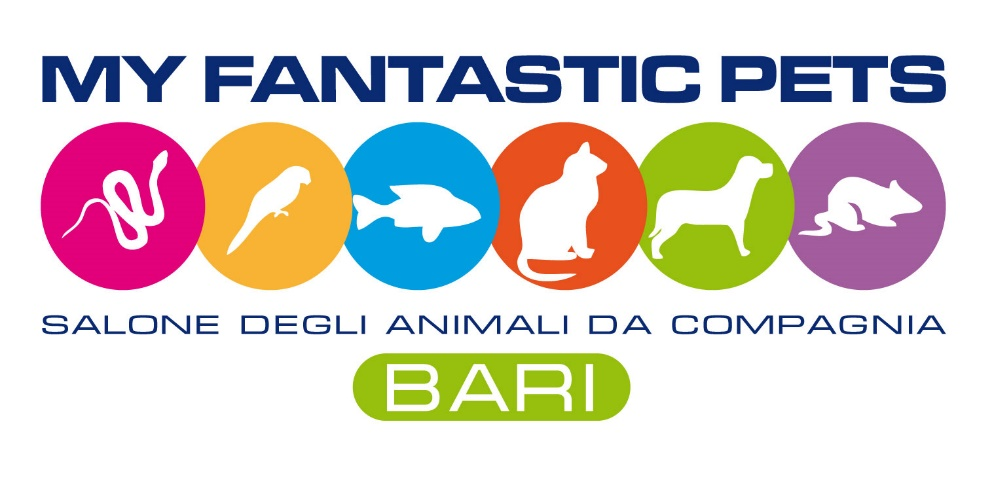 MY FANTASTIC PETS
SALONE DEGLI ANIMALI DA COMPAGNIA
BARI